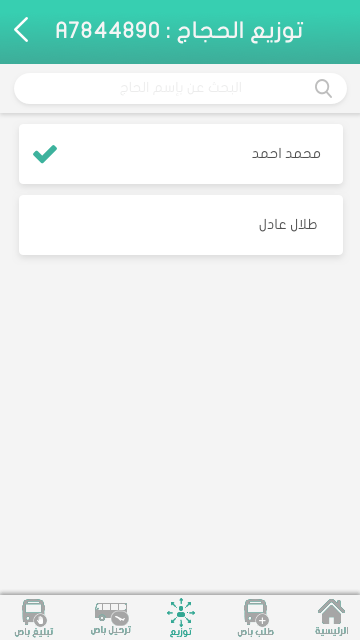 توزيع الحجاج : A7844890
البحث عن بإسم الحاج
محمد احمد
طلال عادل
الرئيسية
طلب باص
توزيع
ترحيل باص
تبليغ باص